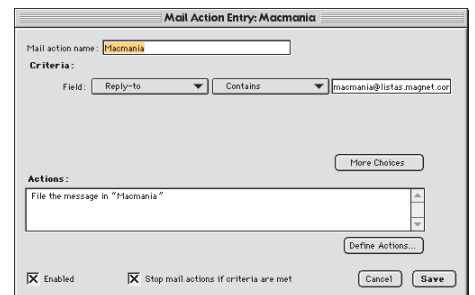 Mail Action Entry: Macmania
Mail action name: Macmania
Criteria:
Field: Reply-to Contains macmania@listas.magnet.cor
More Choices
Actions:
File the message in "Macmania"
Define Actions...
Enabled Stop mail actions if criteria are met Cancel Save